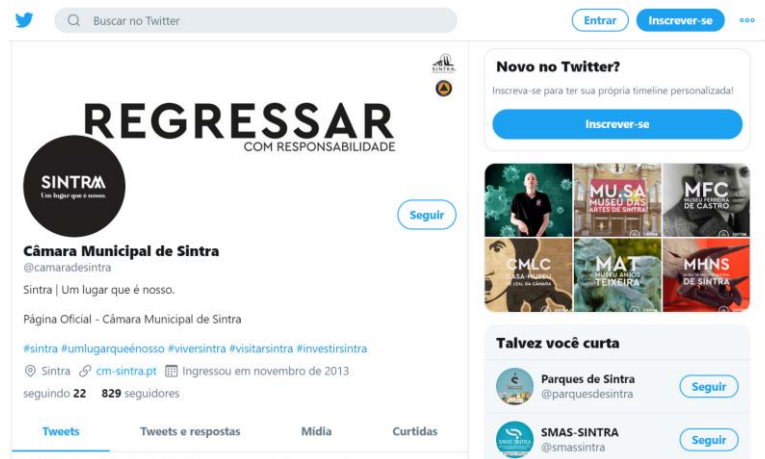 Buscar no Twitter
Entrar
Inscrever-se
SINTRA
REGRESSAR
COM RESPONSABILIDADE
SINTRA
Um lugar que é nosso.
Seguir
Câmara Municipal de Sintra
@camaradesintra
Sintra | Um lugar que é nosso.
Página Oficial - Câmara Municipal de Sintra
#sintra #umlugarqueénosso #viversintra #visitarsintra #investirsintra
Sintra cm-sintra.pt Ingressou em novembro de 2013
seguindo 22 829 seguidores
Tweets Tweets e respostas Mídia Curtidas
Novo no Twitter?
Inscreva-se para ter sua própria timeline personalizada!
Inscrever-se
MU.SA
MUSEU DAS
ARTES DE SINTRA
MFC
MUSEU FERREIRA
DE CASTRO
CMLC
CASA-MUSEU
DE LEAL DA CÂMARA
MAT
MUSEU ANJOS
TEIXEIRA
MHNS
DE SINTRA
Talvez você curta
Parques de Sintra
@parquesdesintra
Seguir
SMAS-SINTRA
@smassintra
Seguir